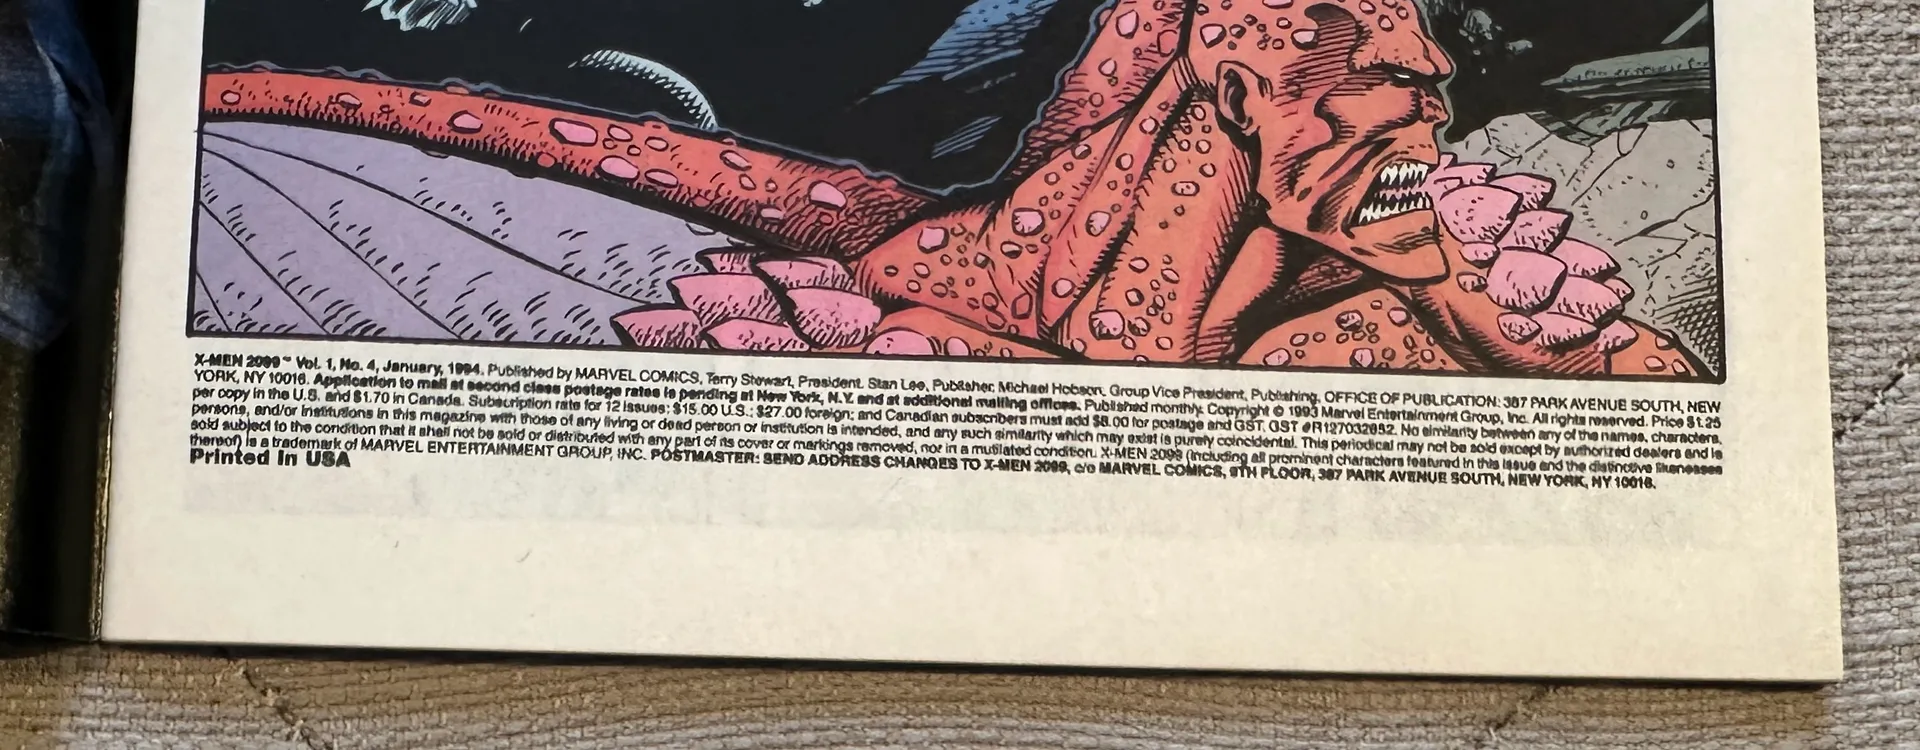 X-MEN 2099™ Vol. 1, No. 4, January, 1994. Published by MARVEL COMICS, Terry Stewart, President. Stan Lee, Publisher. Michael Hobson, Group Vice President, Publishing. OFFICE OF PUBLICATION: 387 PARK AVENUE SOUTH, NEW
YORK, NY 10016. Application to mail at second class postage rates is pending at New York, N.Y. and at additional mailing offices. Published monthly. Copyright © 1993 Marvel Entertainment Group, Inc. All rights reserved. Price $1.25
per copy in the U.S. and $1.70 in Canada. Subscription rate for 12 issues: $15.00 U.S.; $27.00 foreign; and Canadian subscribers must add $8.00 for postage and GST. GST #R127032852. No similarity between any of the names, characters,
persons, and/or institutions in this magazine with those of any living or dead person or institution is intended, and any such similarity which may exist is purely coincidental. This periodical may not be sold except by authorized dealers and is
sold subject to the condition that it shall not be sold or distributed with any part of its cover or markings removed, nor in a mutilated condition. X-MEN 2099 (including all prominent characters featured in this issue and the distinctive likenesses
thereof) is a trademark of MARVEL ENTERTAINMENT GROUP, INC. POSTMASTER: SEND ADDRESS CHANGES TO X-MEN 2099, c/o MARVEL COMICS, 9TH FLOOR, 387 PARK AVENUE SOUTH, NEW YORK, NY 10016.
Printed in USA